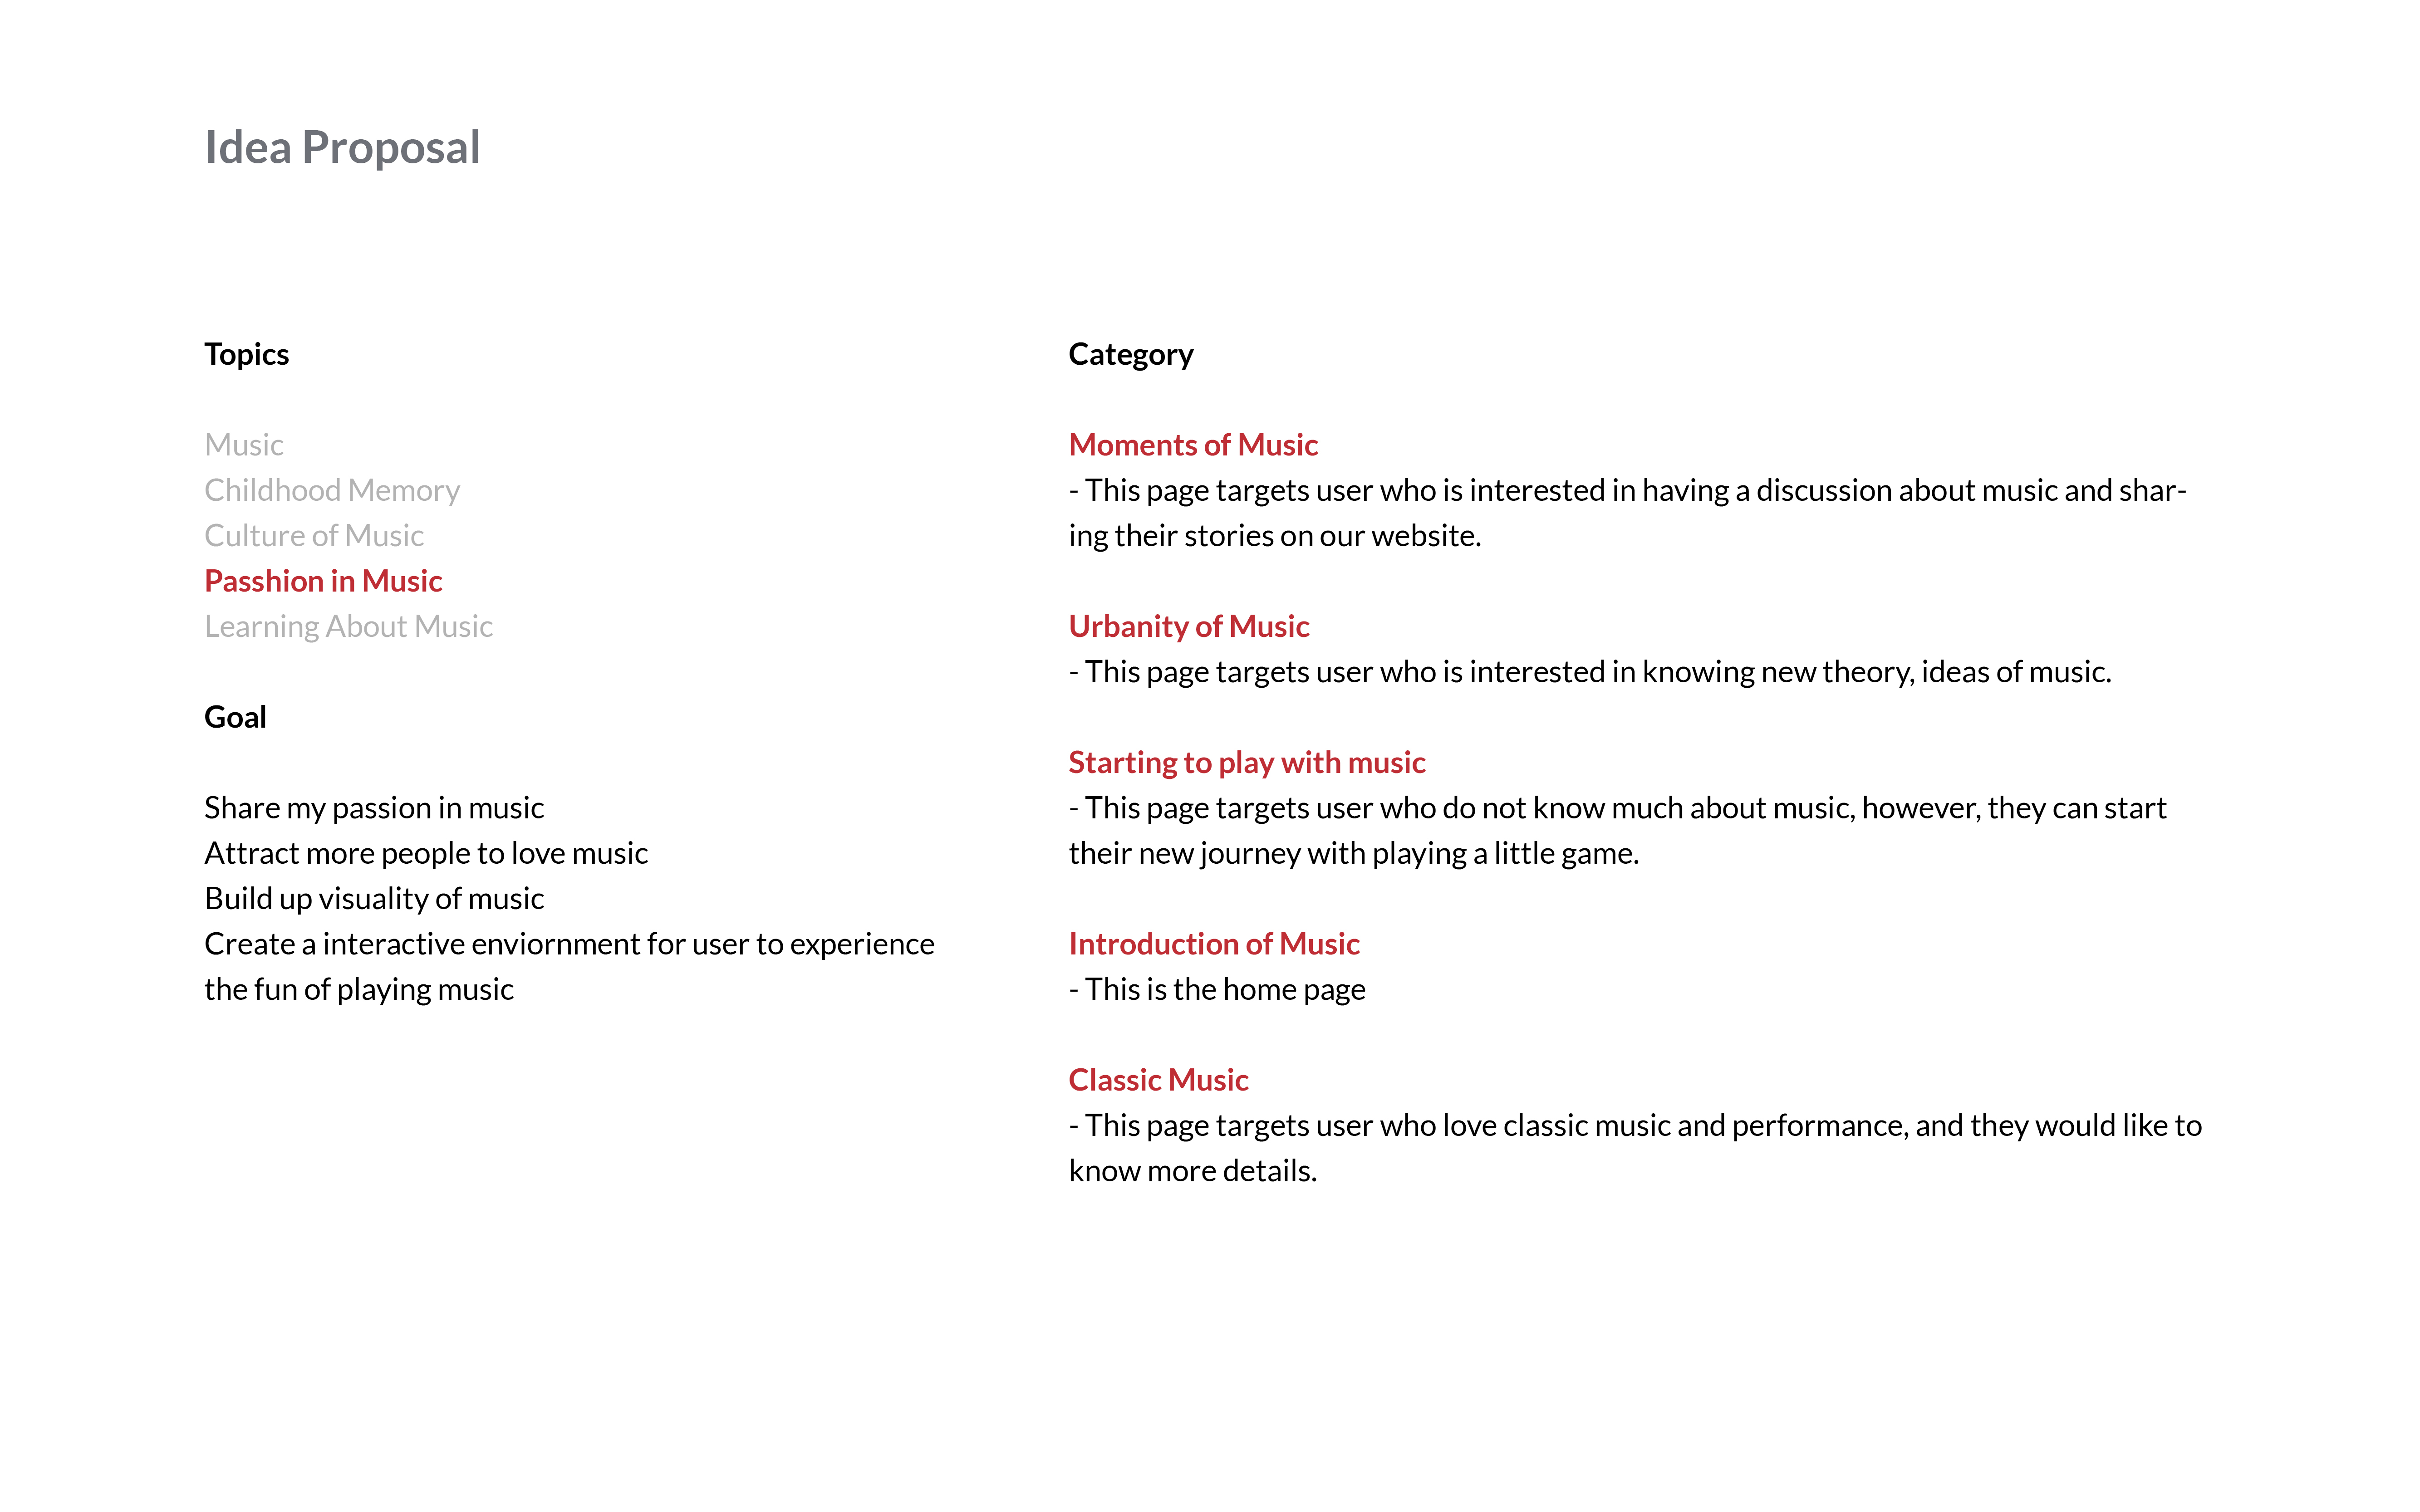 Idea Proposal
Topics
Music
Childhood Memory
Culture of Music
Passhion in Music
Learning About Music
Goal
Share my passion in music
Attract more people to love music
Build up visuality of music
Create a interactive enviornment for user to experience
the fun of playing music
Category
Moments of Music
- This page targets user who is interested in having a discussion about music and shar-
ing their stories on our website.
Urbanity of Music
- This page targets user who is interested in knowing new theory, ideas of music.
Starting to play with music
- This page targets user who do not know much about music, however, they can start
their new journey with playing a little game.
Introduction of Music
- This is the home page
Classic Music
- This page targets user who love classic music and performance, and they would like to
know more details.